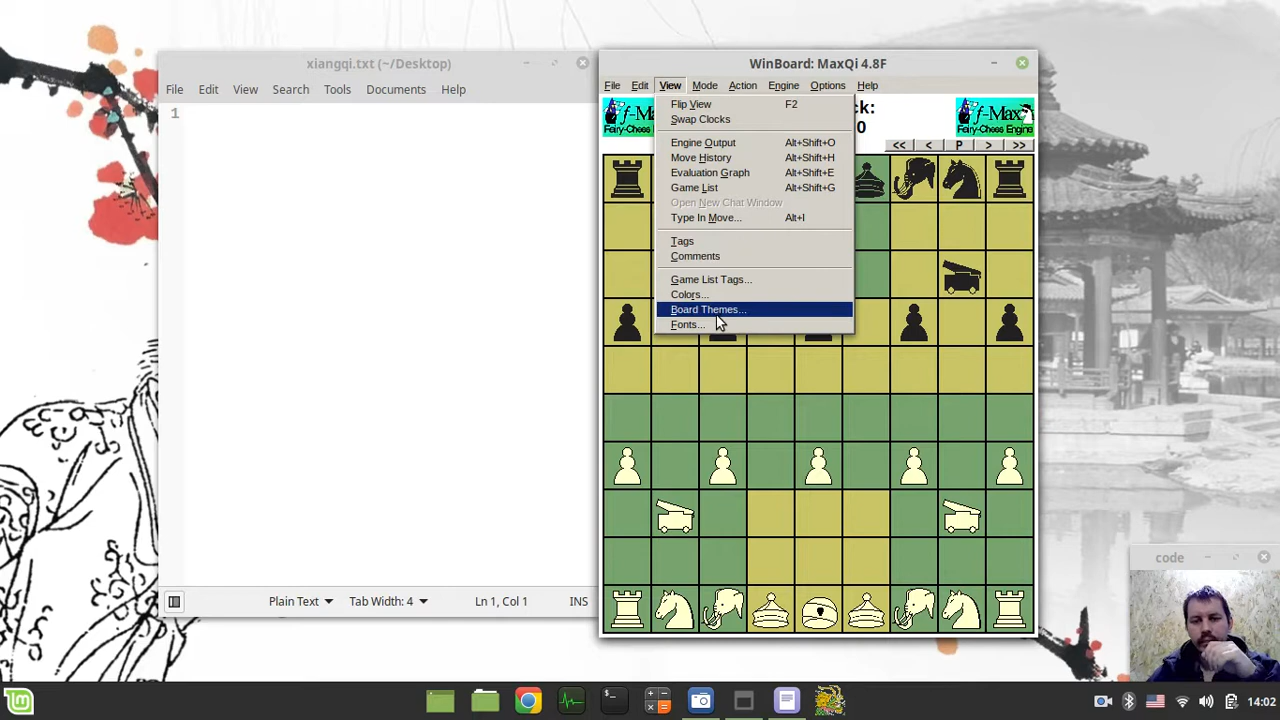 xiangqi.txt (~/Desktop)
File Edit View Search Tools Documents Help
1
Plain Text Tab Width: 4 Ln 1, Col 1 INS
WinBoard: MaxQi 4.8F
File Edit View Mode Action Engine Options Help
Fairy-Chess Engine
<< < P > >>
Flip View F2
Swap Clocks
Engine Output Alt+Shift+O
Move History Alt+Shift+H
Evaluation Graph Alt+Shift+E
Game List Alt+Shift+G
Open New Chat Window
Type In Move... Alt+I
Tags
Comments
Game List Tags...
Colors...
Board Themes...
Fonts...
code
14:02